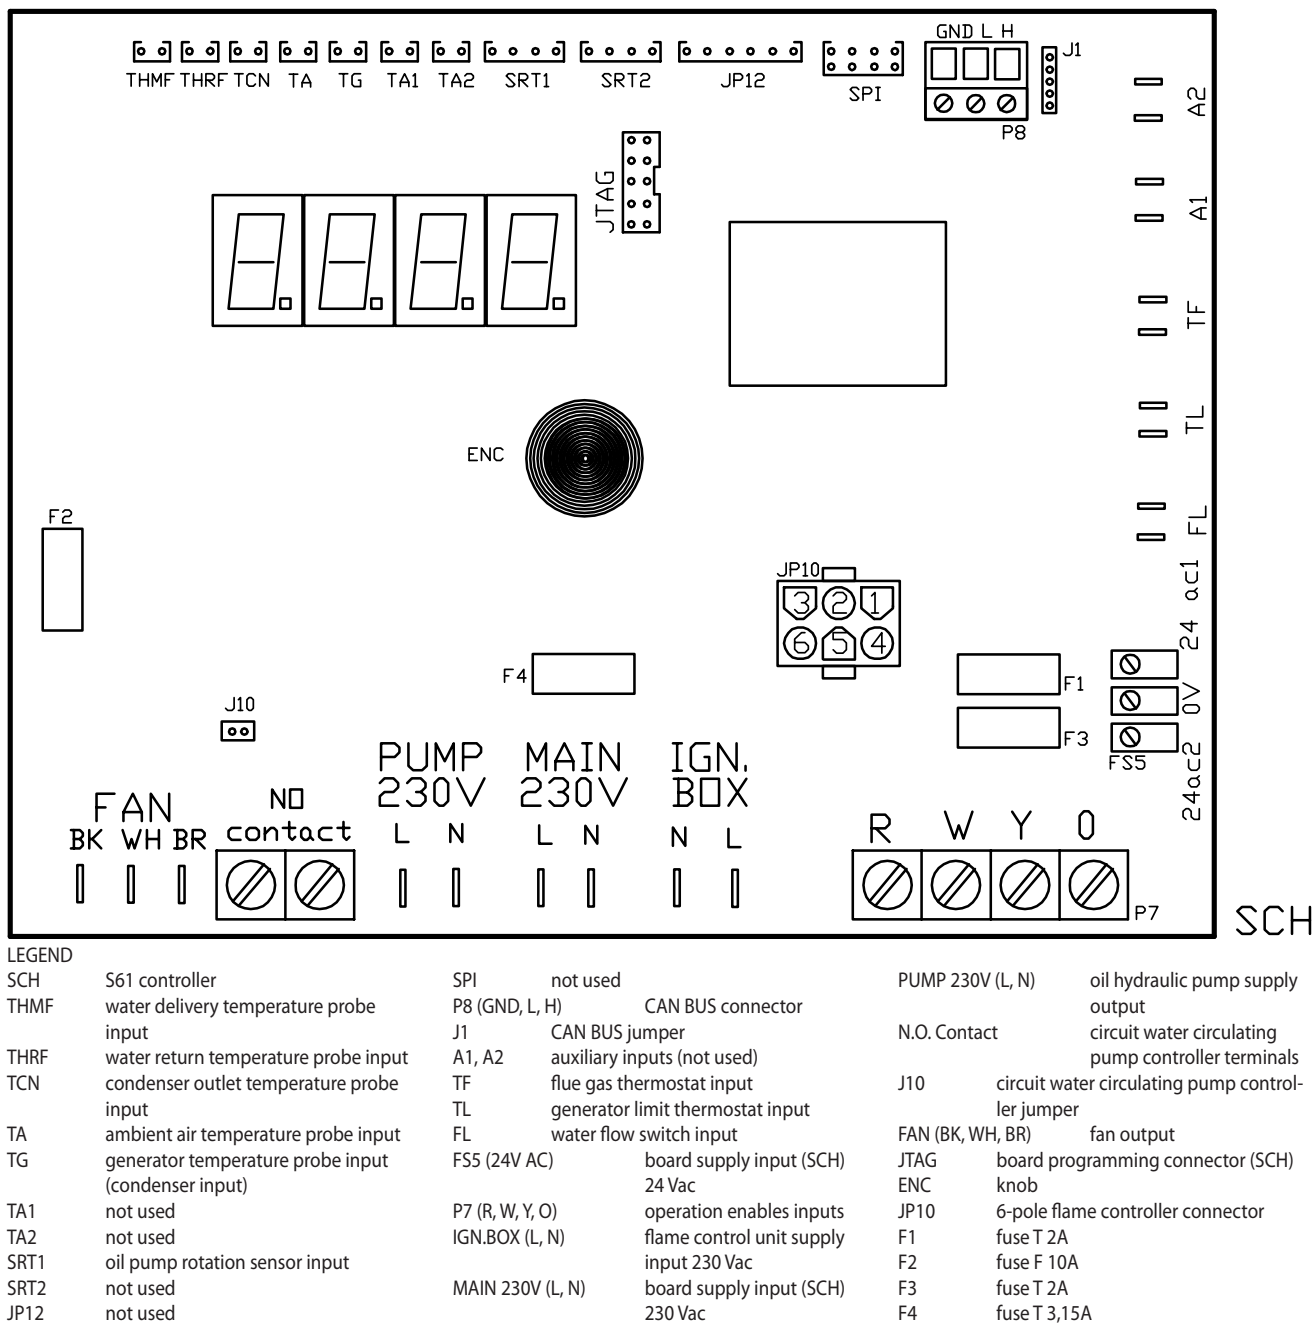 GND L H
J1
THMF THRF TCN TA TG TA1 TA2 SRT1 SRT2 JP12 SPI
P8
A2
JTAG
A1
TF
TL
ENC
F2
FL
JP10
3 2 1
6 5 4
24 ac1
F4
F1
0V
J10
F3
FS5
24ac2
PUMP
230V
MAIN
230V
IGN.
BOX
FAN
BK WH BR
NO
contact
L N
L N
N L
R W Y O
P7
SCH
LEGEND
SCH S61 controller
THMF water delivery temperature probe
input
THRF water return temperature probe input
TCN condenser outlet temperature probe
input
TA ambient air temperature probe input
TG generator temperature probe input
(condenser input)
TA1 not used
TA2 not used
SRT1 oil pump rotation sensor input
SRT2 not used
JP12 not used
SPI not used
P8 (GND, L, H) CAN BUS connector
J1 CAN BUS jumper
A1, A2 auxiliary inputs (not used)
TF flue gas thermostat input
TL generator limit thermostat input
FL water flow switch input
FS5 (24V AC) board supply input (SCH)
24 Vac
P7 (R, W, Y, O) operation enables inputs
IGN.BOX (L, N) flame control unit supply
input 230 Vac
MAIN 230V (L, N) board supply input (SCH)
230 Vac
PUMP 230V (L, N) oil hydraulic pump supply
output
N.O. Contact circuit water circulating
pump controller terminals
J10 circuit water circulating pump control-
ler jumper
FAN (BK, WH, BR) fan output
JTAG board programming connector (SCH)
ENC knob
JP10 6-pole flame controller connector
F1 fuse T 2A
F2 fuse F 10A
F3 fuse T 2A
F4 fuse T 3,15A